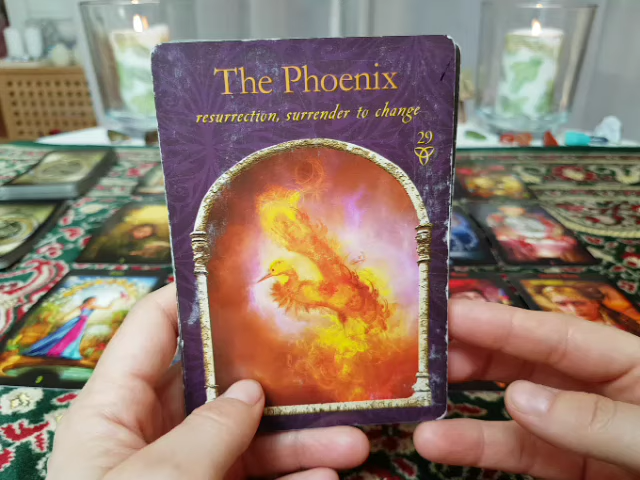 The Phoenix
resurrection, surrender to change
29